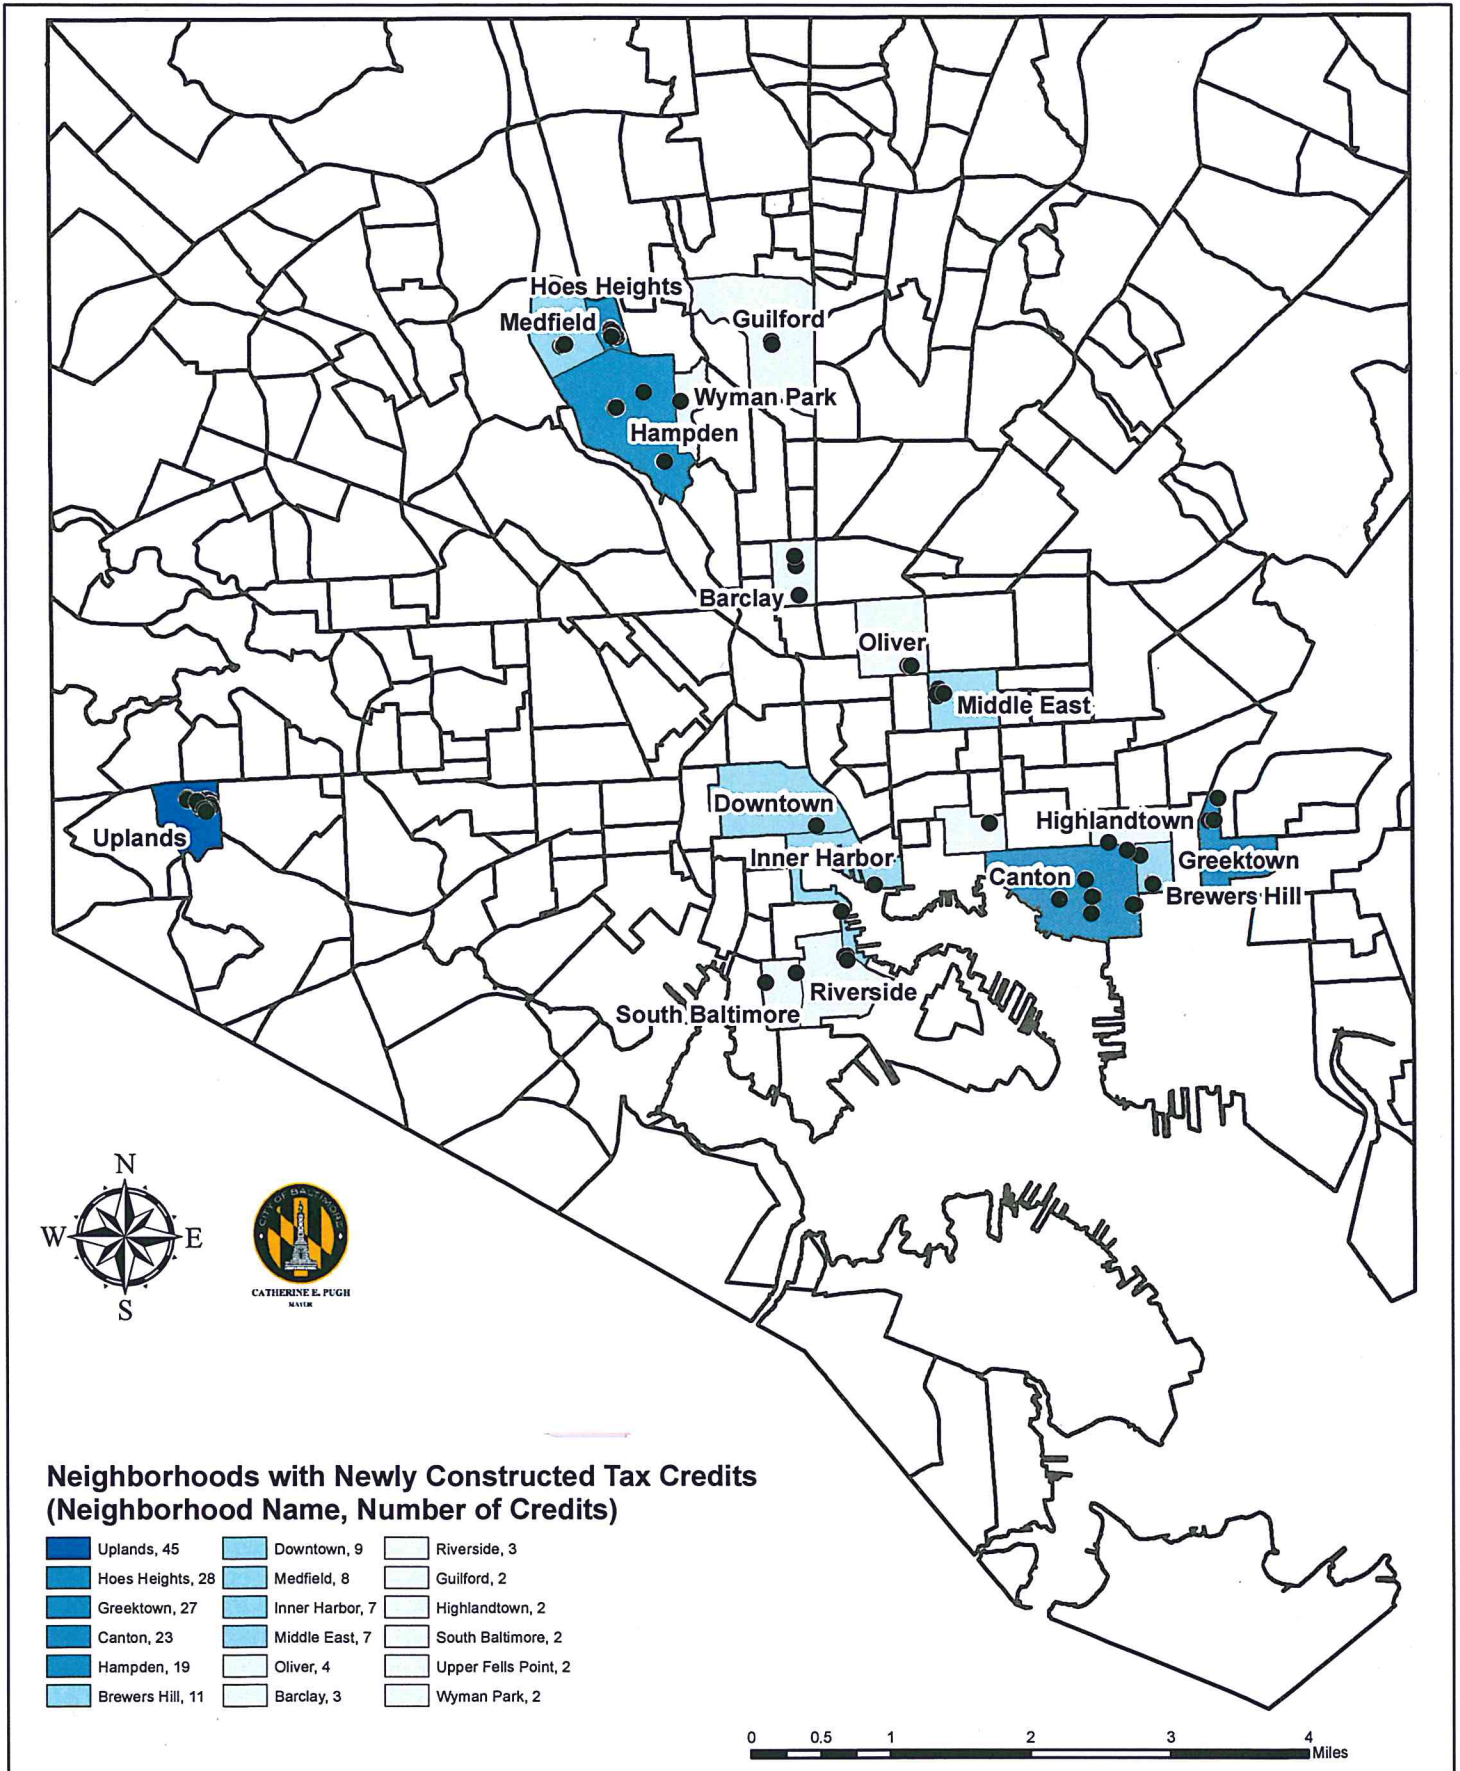 Hoes Heights
Medfield
Guilford
Wyman Park
Hampden
Barclay
Oliver
Middle East
Downtown
Highlandtown
Uplands
Inner Harbor
Greektown
Canton
Brewers Hill
Riverside
South Baltimore
N
W E
S
CITY OF BALTIMORE
CATHERINE E. PUGH
MAYOR
Neighborhoods with Newly Constructed Tax Credits
(Neighborhood Name, Number of Credits)
Uplands, 45
Hoes Heights, 28
Greektown, 27
Canton, 23
Hampden, 19
Brewers Hill, 11
Downtown, 9
Medfield, 8
Inner Harbor, 7
Middle East, 7
Oliver, 4
Barclay, 3
Riverside, 3
Guilford, 2
Highlandtown, 2
South Baltimore, 2
Upper Fells Point, 2
Wyman Park, 2
0 0.5 1 2 3 4
Miles